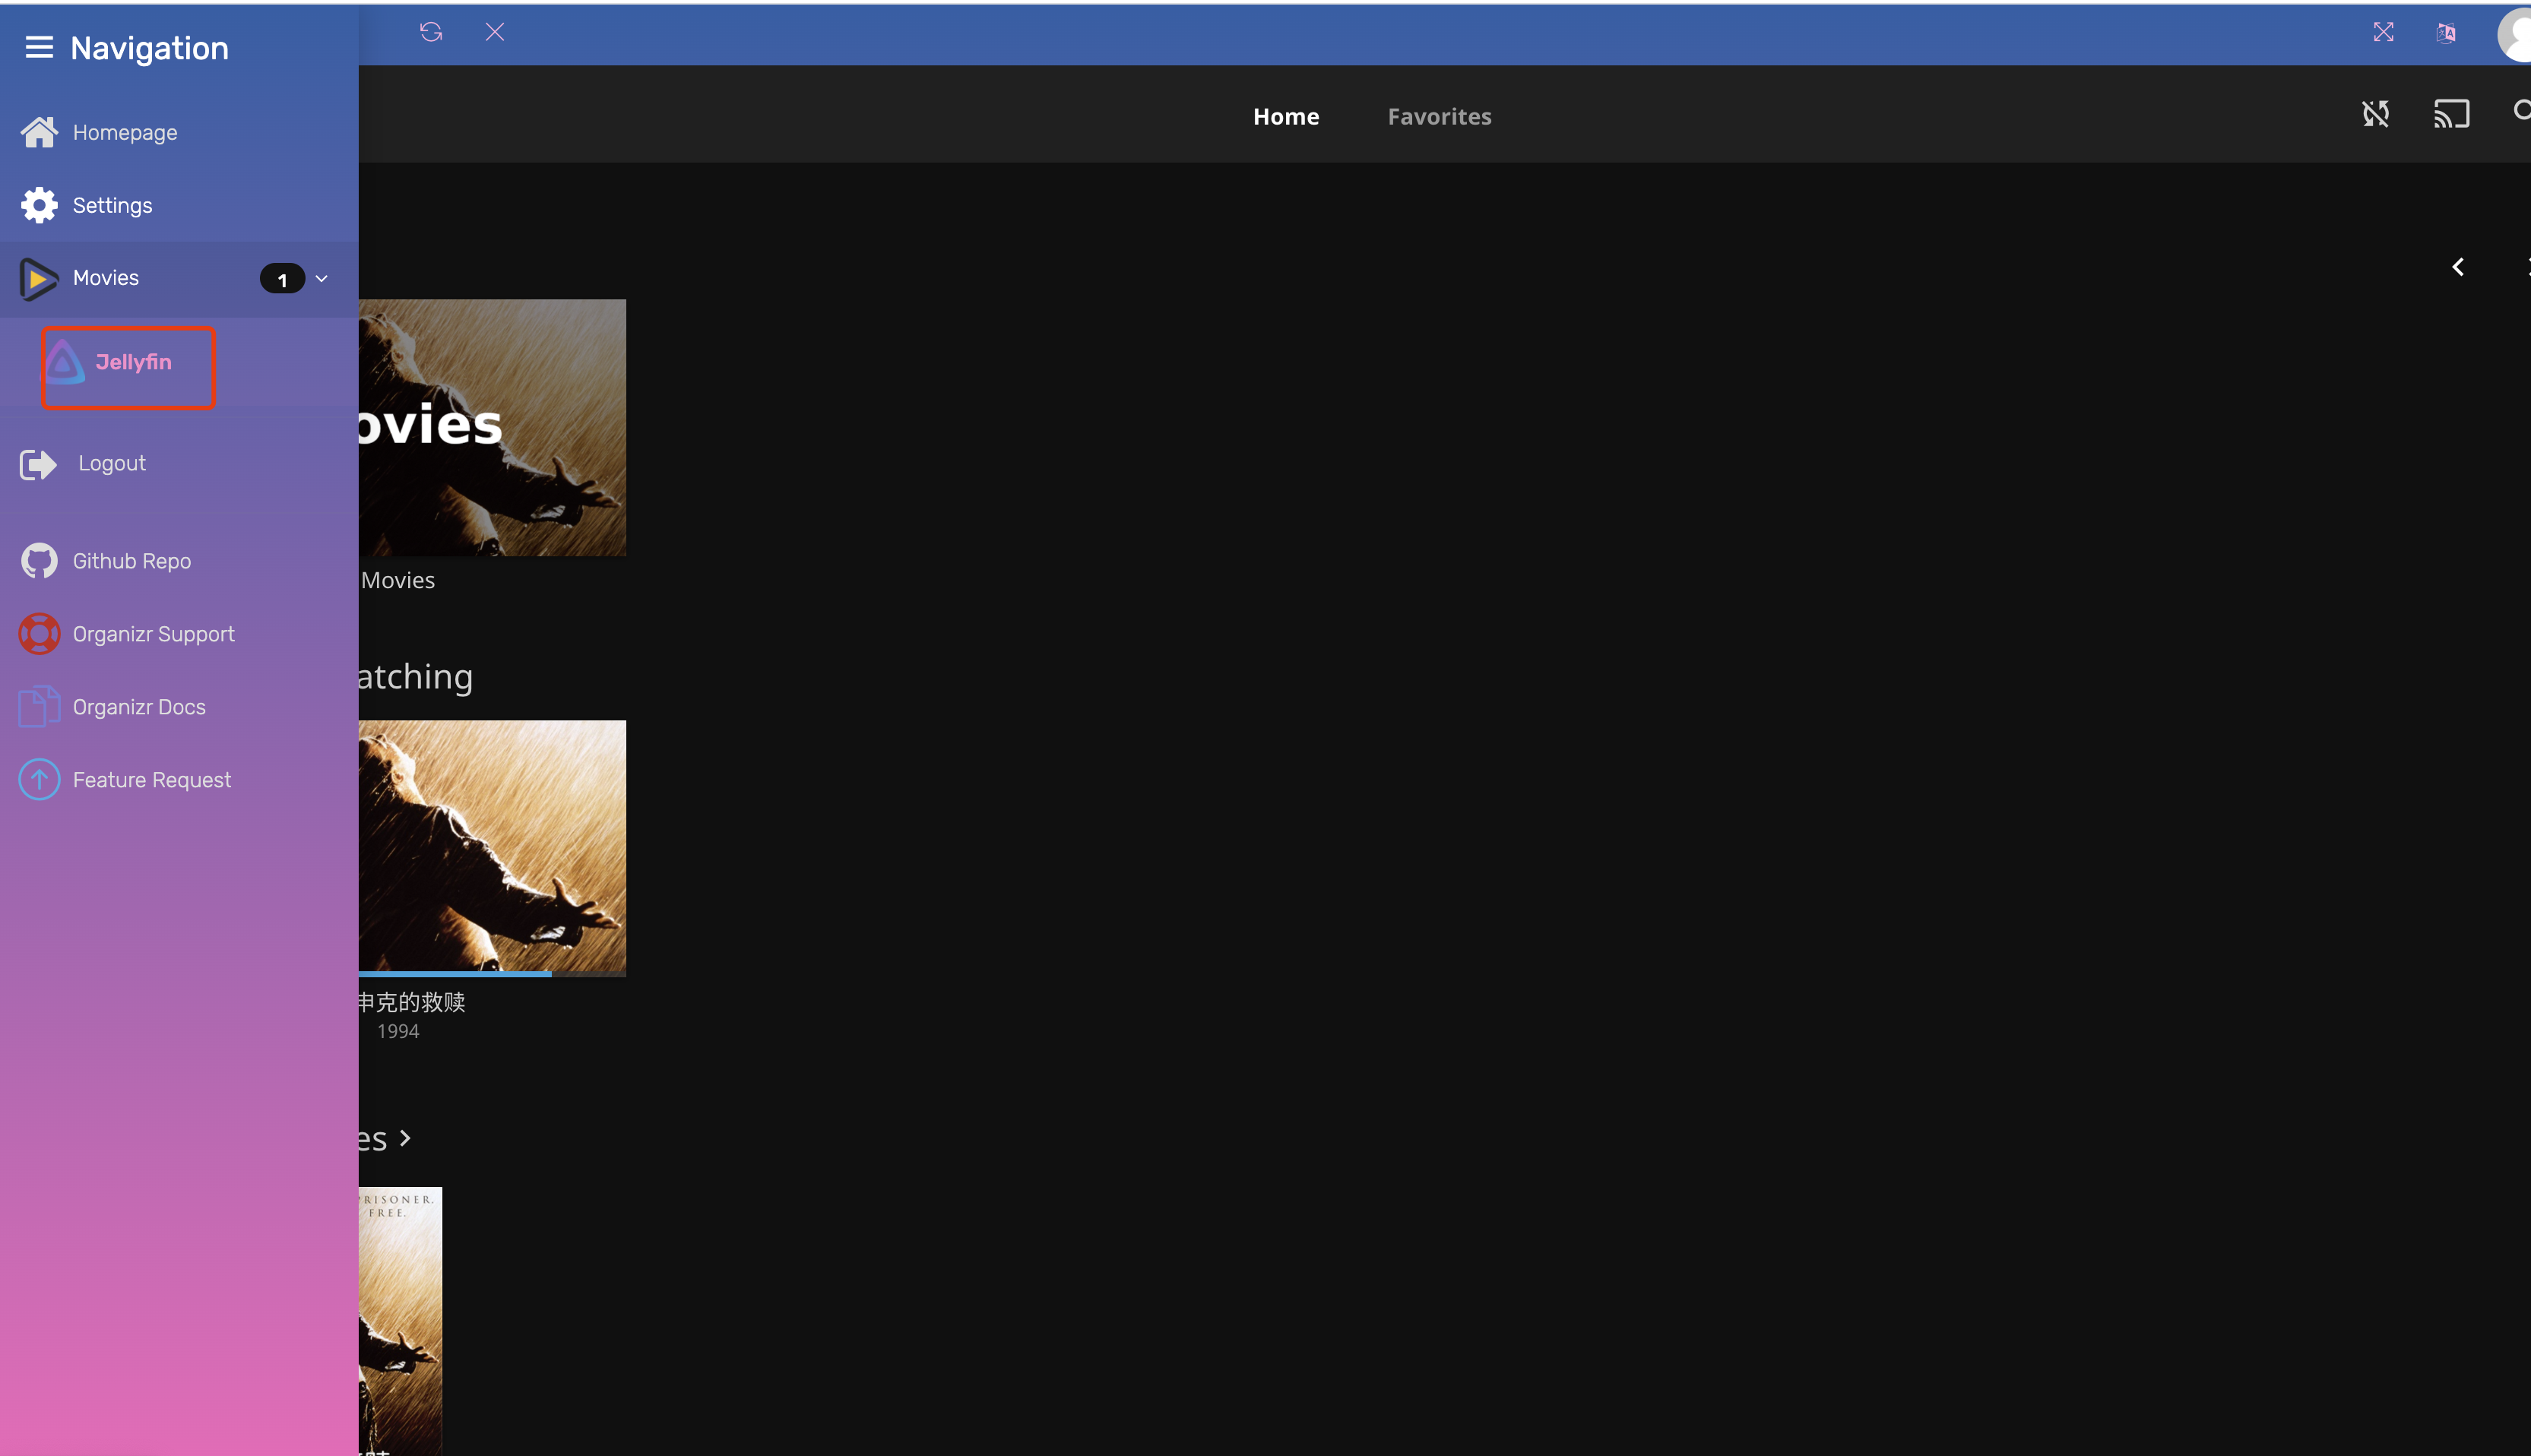 Navigation
Home
Favorites
Homepage
Settings
Movies
1
Jellyfin
Logout
Github Repo
Organizr Support
Organizr Docs
Feature Request
ovies
Movies
atching
申克的救赎
1994
es
PRISONER.
FREE.